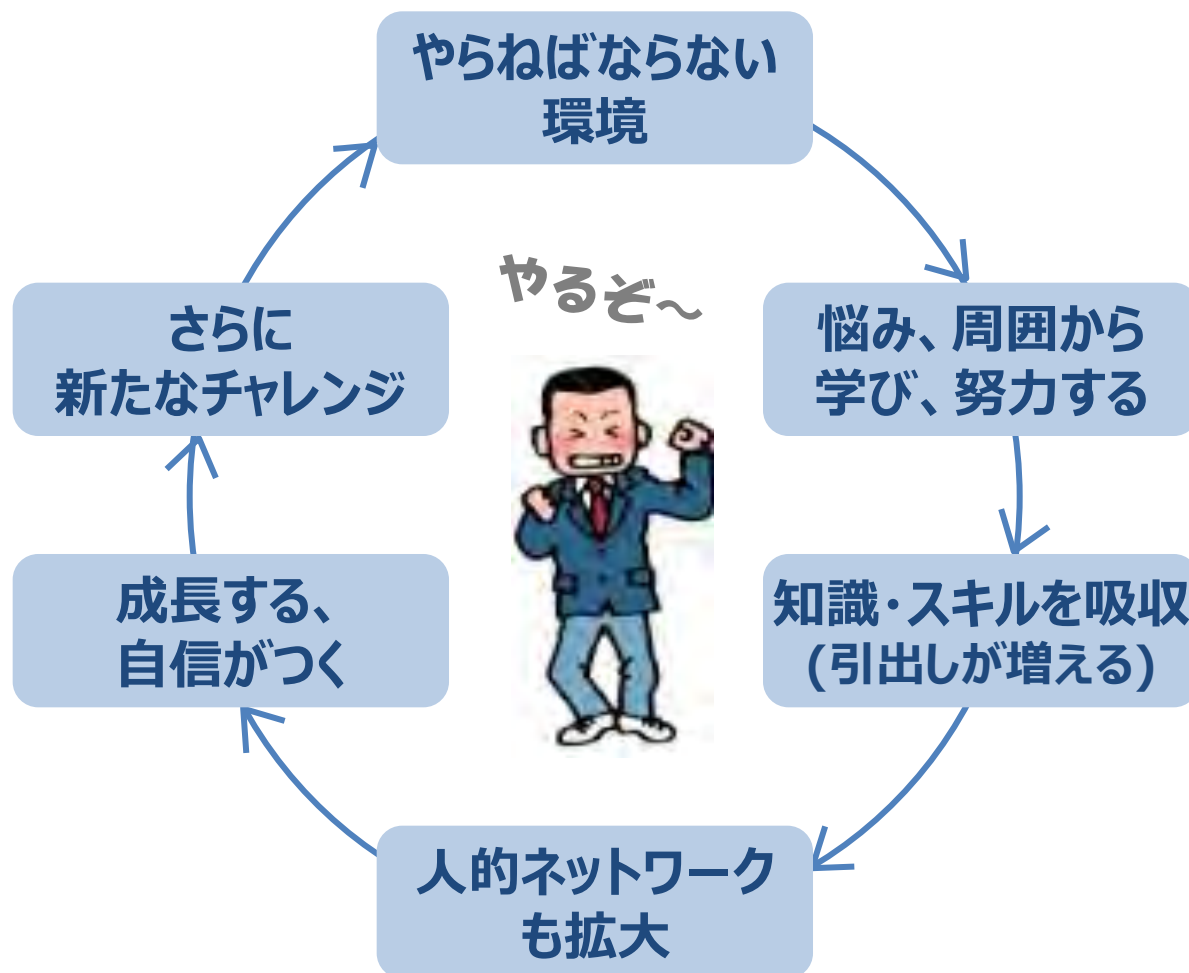 やらねばならない
環境
やるぞ～
悩み、周囲から
学び、努力する
知識・スキルを吸収
(引出しが増える)
人的ネットワーク
も拡大
成長する、
自信がつく
さらに
新たなチャレンジ